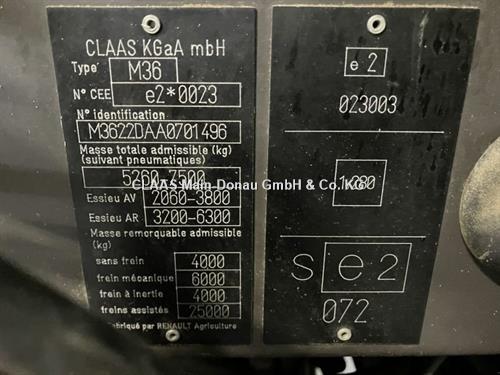 CLAAS KGaA mbH
Type M36
N° CEE e2*0023
N° identification
M3622DAA0701496
Masse totale admissible (kg)
(suivant pneumatiques)
5260-7500
CLAAS Main-Donau GmbH & Co. KG
Essieu AV 2060-3800
Essieu AR 3200-6300
Masse remorquable admissible
(kg)
sans frein 4000
frein mécanique 6000
frein à inertie 4000
freins assistés 25000
Fabriqué par RENAULT Agriculture
e 2
023003
1.280
s e 2
072